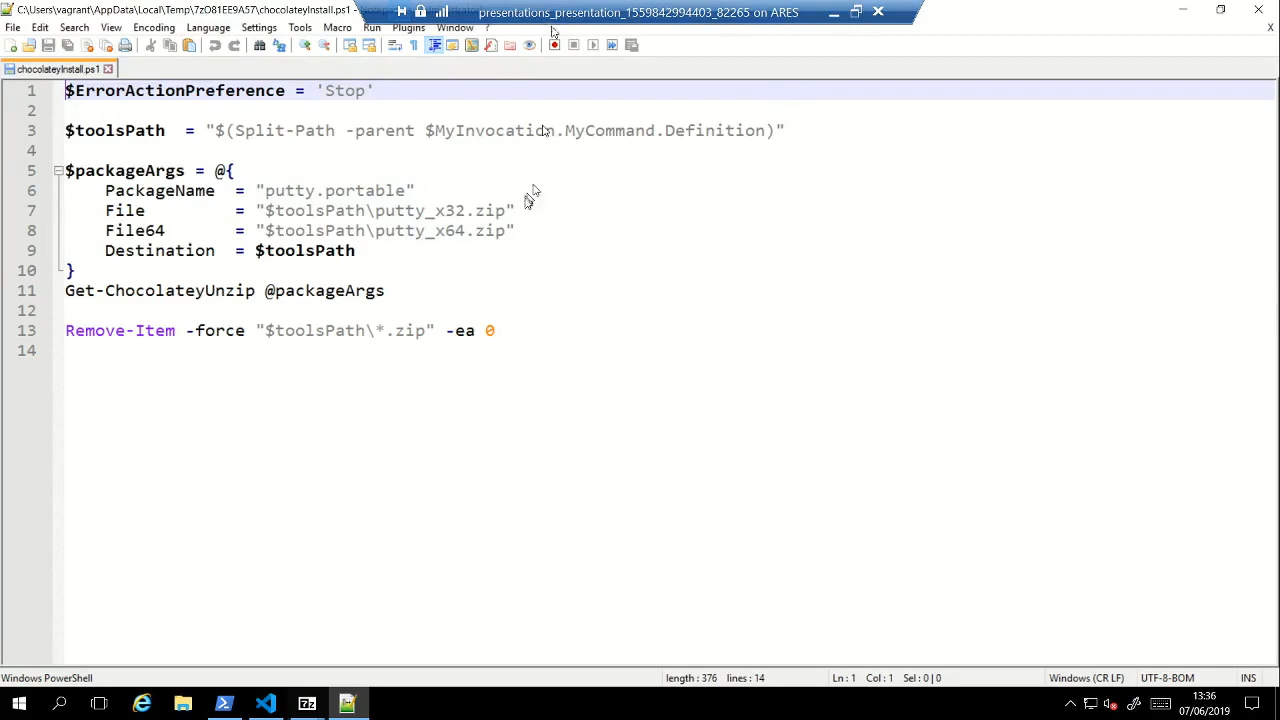 C:\Users\vagrant\AppData\Local\Temp\7zO81EE9A57\chocolateyInstall.ps1 -
presentations_presentation_1559842994403_82265 on ARES
File Edit Search View Encoding Language Settings Tools Macro Run Plugins Window ?
X
chocolateyInstall.ps1
1 $ErrorActionPreference = 'Stop'
2
3 $toolsPath = "$(Split-Path -parent $MyInvocation.MyCommand.Definition)"
4
5 $packageArgs = @{
6 PackageName = "putty.portable"
7 File = "$toolsPath\putty_x32.zip"
8 File64 = "$toolsPath\putty_x64.zip"
9 Destination = $toolsPath
10 }
11 Get-ChocolateyUnzip @packageArgs
12
13 Remove-Item -force "$toolsPath\*.zip" -ea 0
14
Windows PowerShell length : 376 lines : 14 Ln : 1 Col : 1 Sel : 0 | 0 Windows (CR LF) UTF-8-BOM INS
7z
13:36
07/06/2019